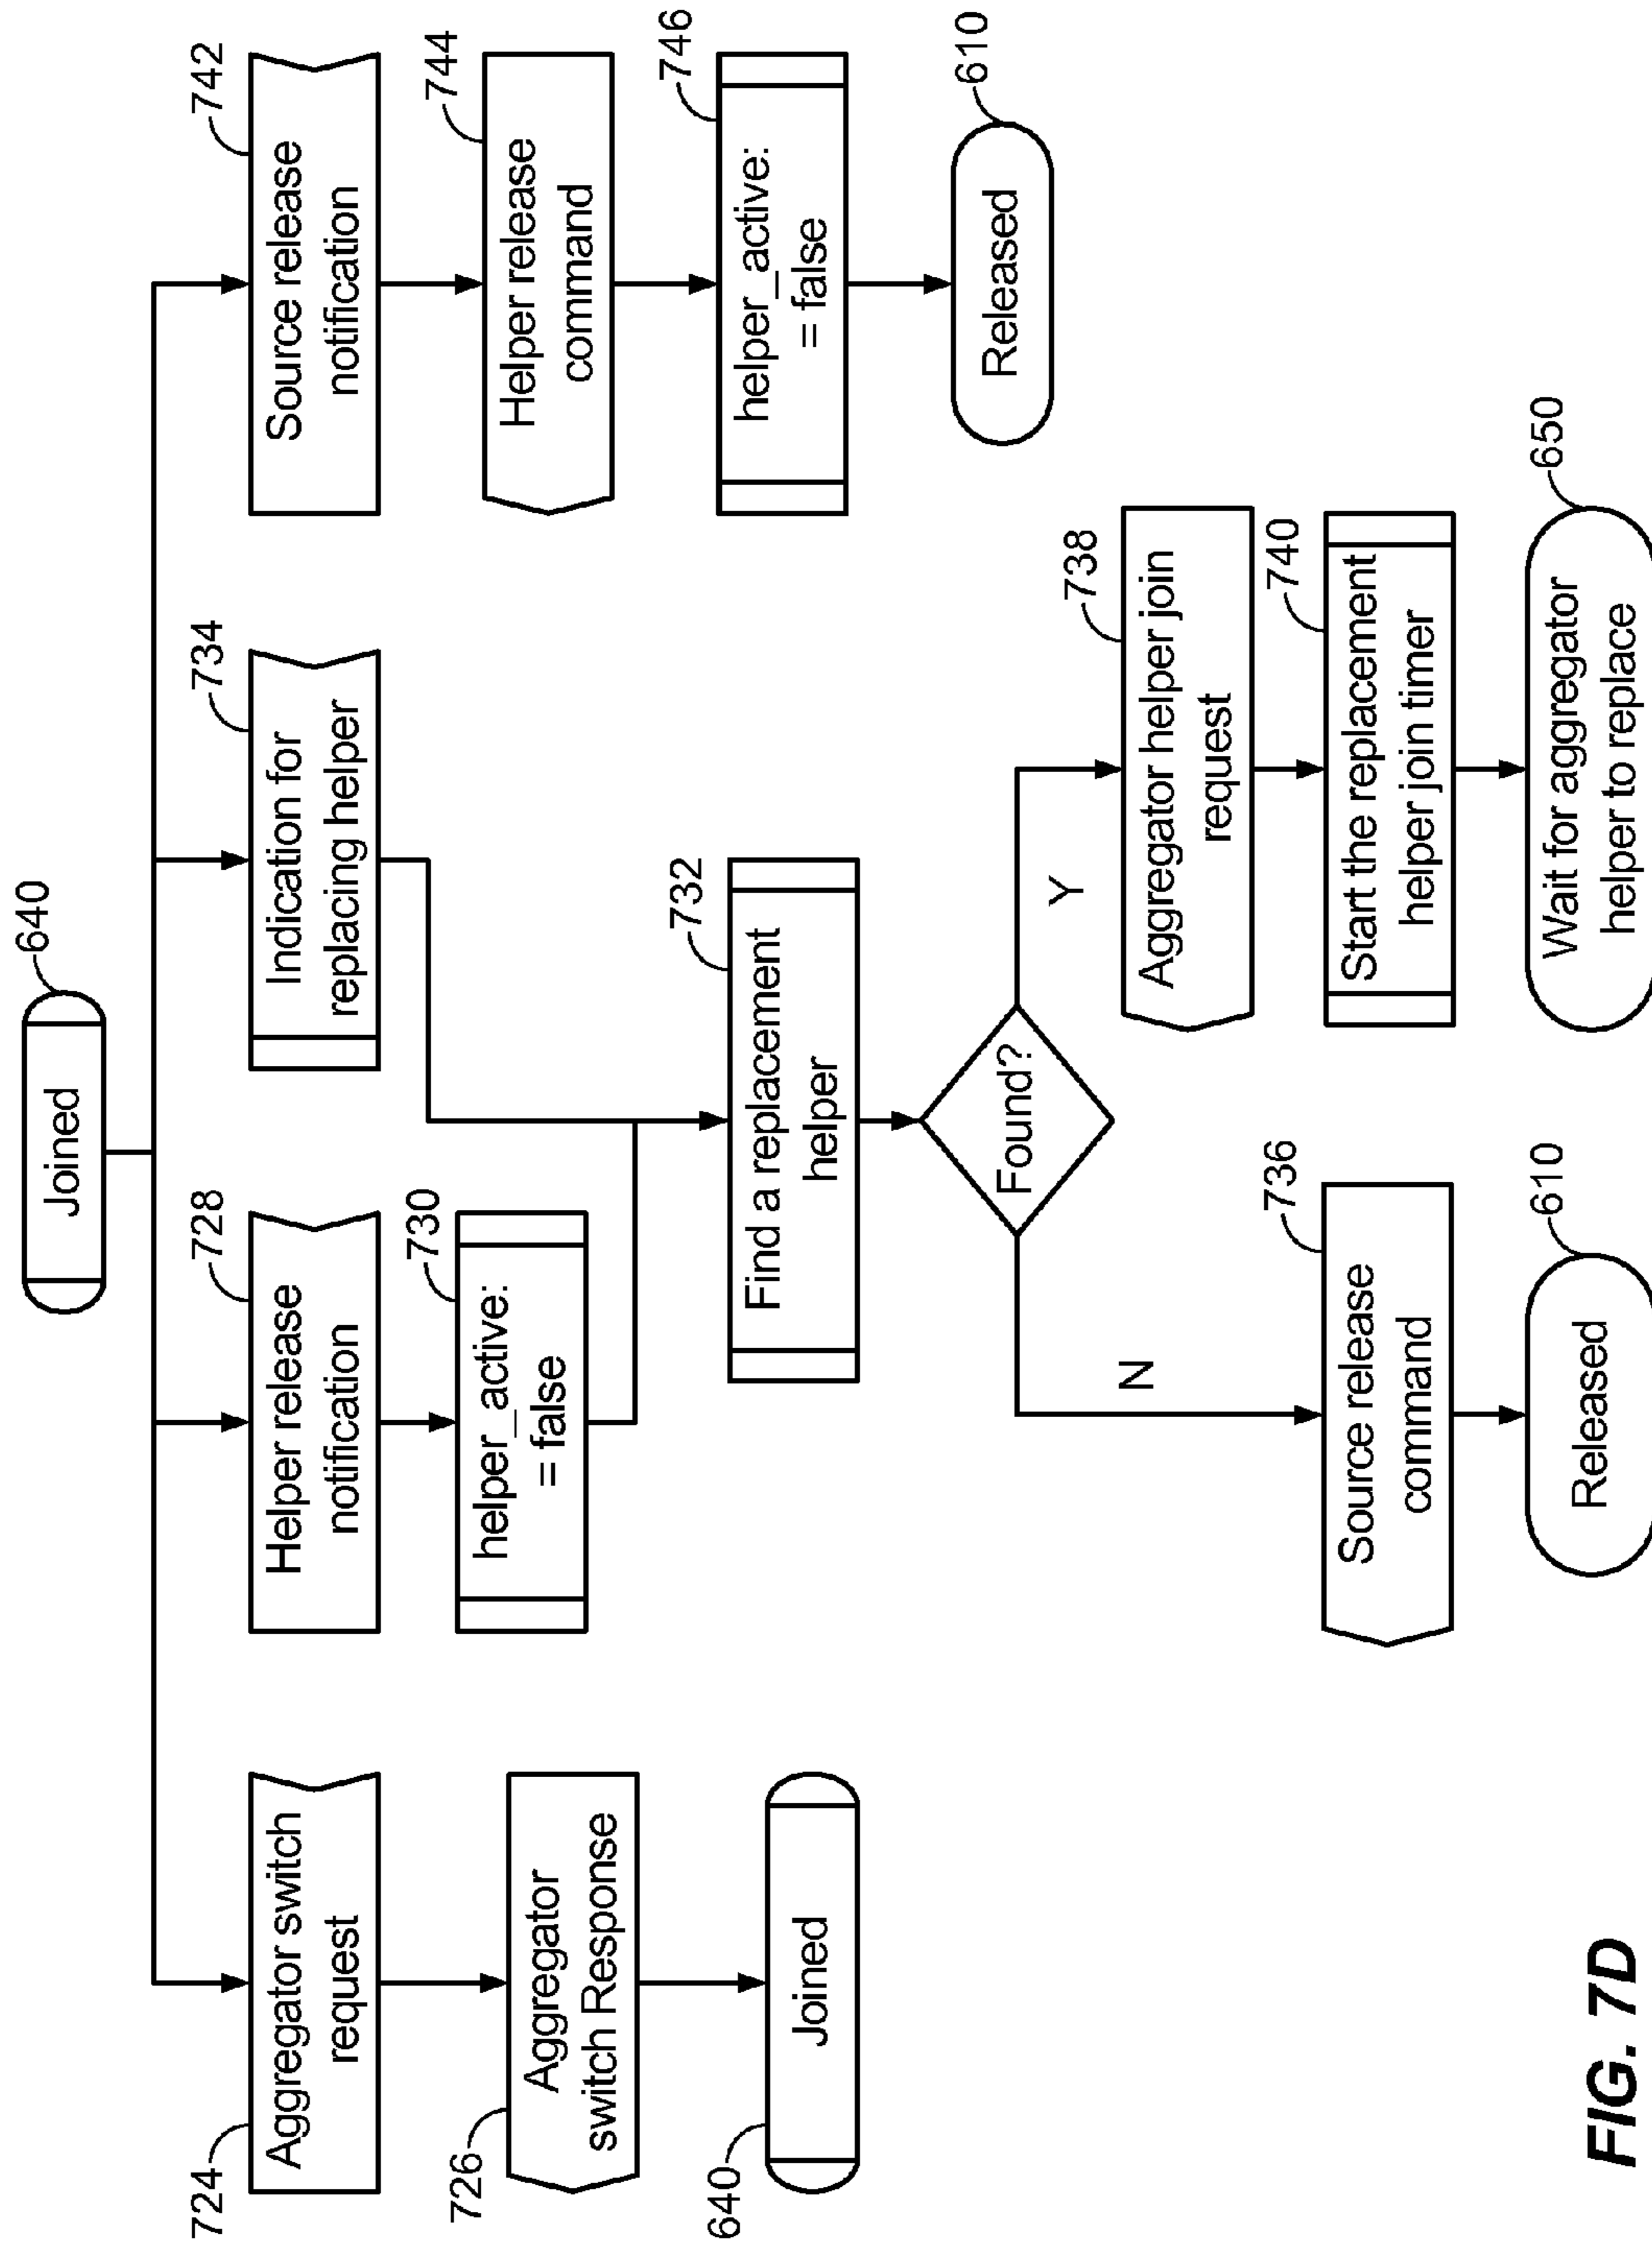 Joined
640
724
Aggregator switch
request
726
Aggregator
switch Response
640
Joined
728
Helper release
notification
730
helper_active:
= false
734
Indication for
replacing helper
732
Find a replacement
helper
Found?
N
Y
736
Source release
command
610
Released
738
Aggregator helper join
request
740
Start the replacement
helper join timer
650
Wait for aggregator
helper to replace
742
Source release
notification
744
Helper release
command
746
helper_active:
= false
610
Released
FIG. 7D